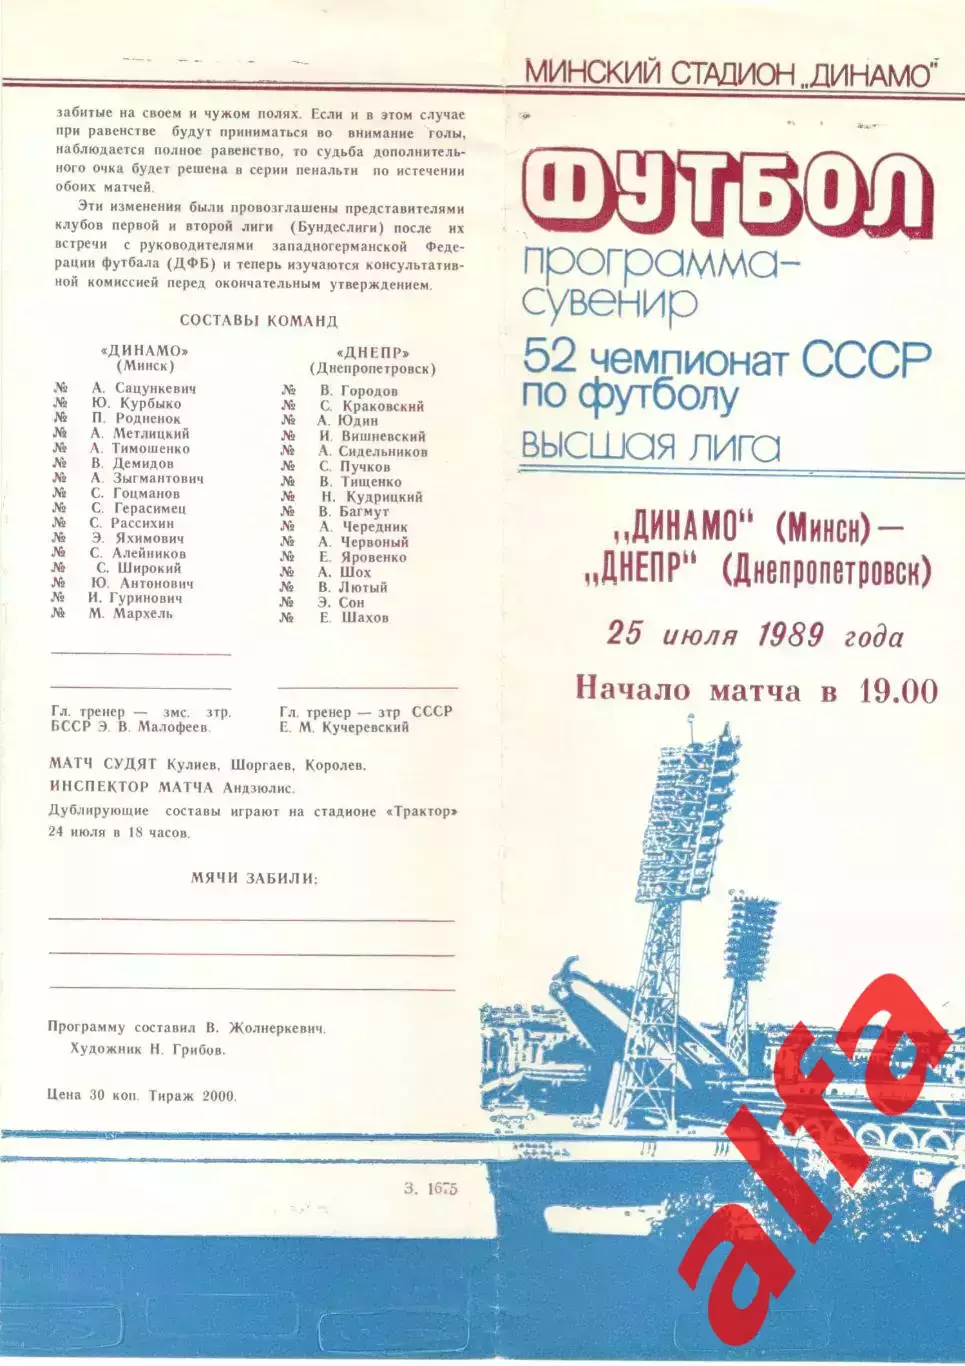 забитые на своем и чужом полях. Если и в этом случае
при равенстве будут приниматься во внимание голы,
наблюдается полное равенство, то судьба дополнитель-
ного очка будет решена в серии пенальти по истечении
обоих матчей.
Эти изменения были провозглашены представителями
клубов первой и второй лиги (Бундеслиги) после их
встречи с руководителями западногерманской Феде-
рации футбола (ДФБ) и теперь изучаются консультатив-
ной комиссией перед окончательным утверждением.
СОСТАВЫ КОМАНД
«ДИНАМО»
(Минск)
№ А. Сацункевич
№ Ю. Курбыко
№ П. Родненок
№ А. Метлицкий
№ А. Тимошенко
№ В. Демидов
№ А. Зыгмантович
№ С. Гоцманов
№ С. Герасимец
№ С. Рассихин
№ Э. Яхимович
№ С. Алейников
№ С. Широкий
№ Ю. Антонович
№ И. Гуринович
№ М. Мархель
Гл. тренер — змс. зтр.
БССР Э. В. Малофеев.
«ДНЕПР»
(Днепропетровск)
№ В. Городов
№ С. Краковский
№ А. Юдин
№ И. Вишневский
№ А. Сидельников
№ С. Пучков
№ В. Тищенко
№ Н. Кудрицкий
№ В. Багмут
№ А. Чередник
№ А. Червоный
№ Е. Яровенко
№ А. Шох
№ В. Лютый
№ Э. Сон
№ Е. Шахов
Гл. тренер — зтр СССР
Е. М. Кучеревский
МАТЧ СУДЯТ Кулиев, Шоргаев, Королев.
ИНСПЕКТОР МАТЧА Андзюлис.
Дублирующие составы играют на стадионе «Трактор»
24 июля в 18 часов.
МЯЧИ ЗАБИЛИ:
Программу составил В. Жолнеркевич.
Художник Н. Грибов.
Цена 30 коп. Тираж 2000.
З. 1675
МИНСКИЙ СТАДИОН „ДИНАМО"
ФУТБОЛ
программа-
сувенир
52 чемпионат СССР
по футболу
высшая лига
„ДИНАМО" (Минск) —
„ДНЕПР" (Днепропетровск)
25 июля 1989 года
Начало матча в 19.00
alfa